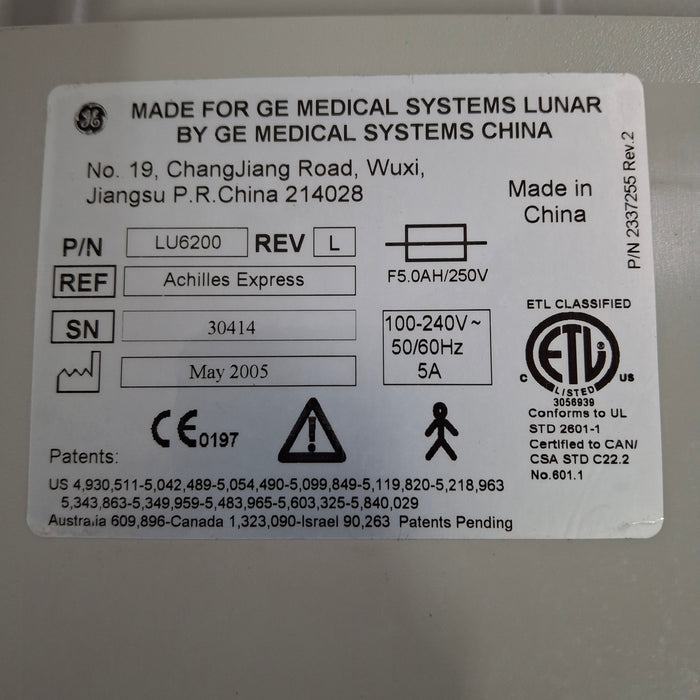 MADE FOR GE MEDICAL SYSTEMS LUNAR
BY GE MEDICAL SYSTEMS CHINA
No. 19, ChangJiang Road, Wuxi,
Jiangsu P.R.China 214028
Made in
China
P/N 2337255 Rev.2
P/N LU6200 REV L
F5.0AH/250V
REF Achilles Express
SN 30414
100-240V~
50/60Hz
5A
May 2005
ETL CLASSIFIED
ETL
C US
LISTED
3056939
Conforms to UL
STD 2601-1
Certified to CAN/
CSA STD C22.2
No.601.1
CE0197
Patents:
US 4,930,511-5,042,489-5,054,490-5,099,849-5,119,820-5,218,963
5,343,863-5,349,959-5,483,965-5,603,325-5,840,029
Australia 609,896-Canada 1,323,090-Israel 90,263 Patents Pending